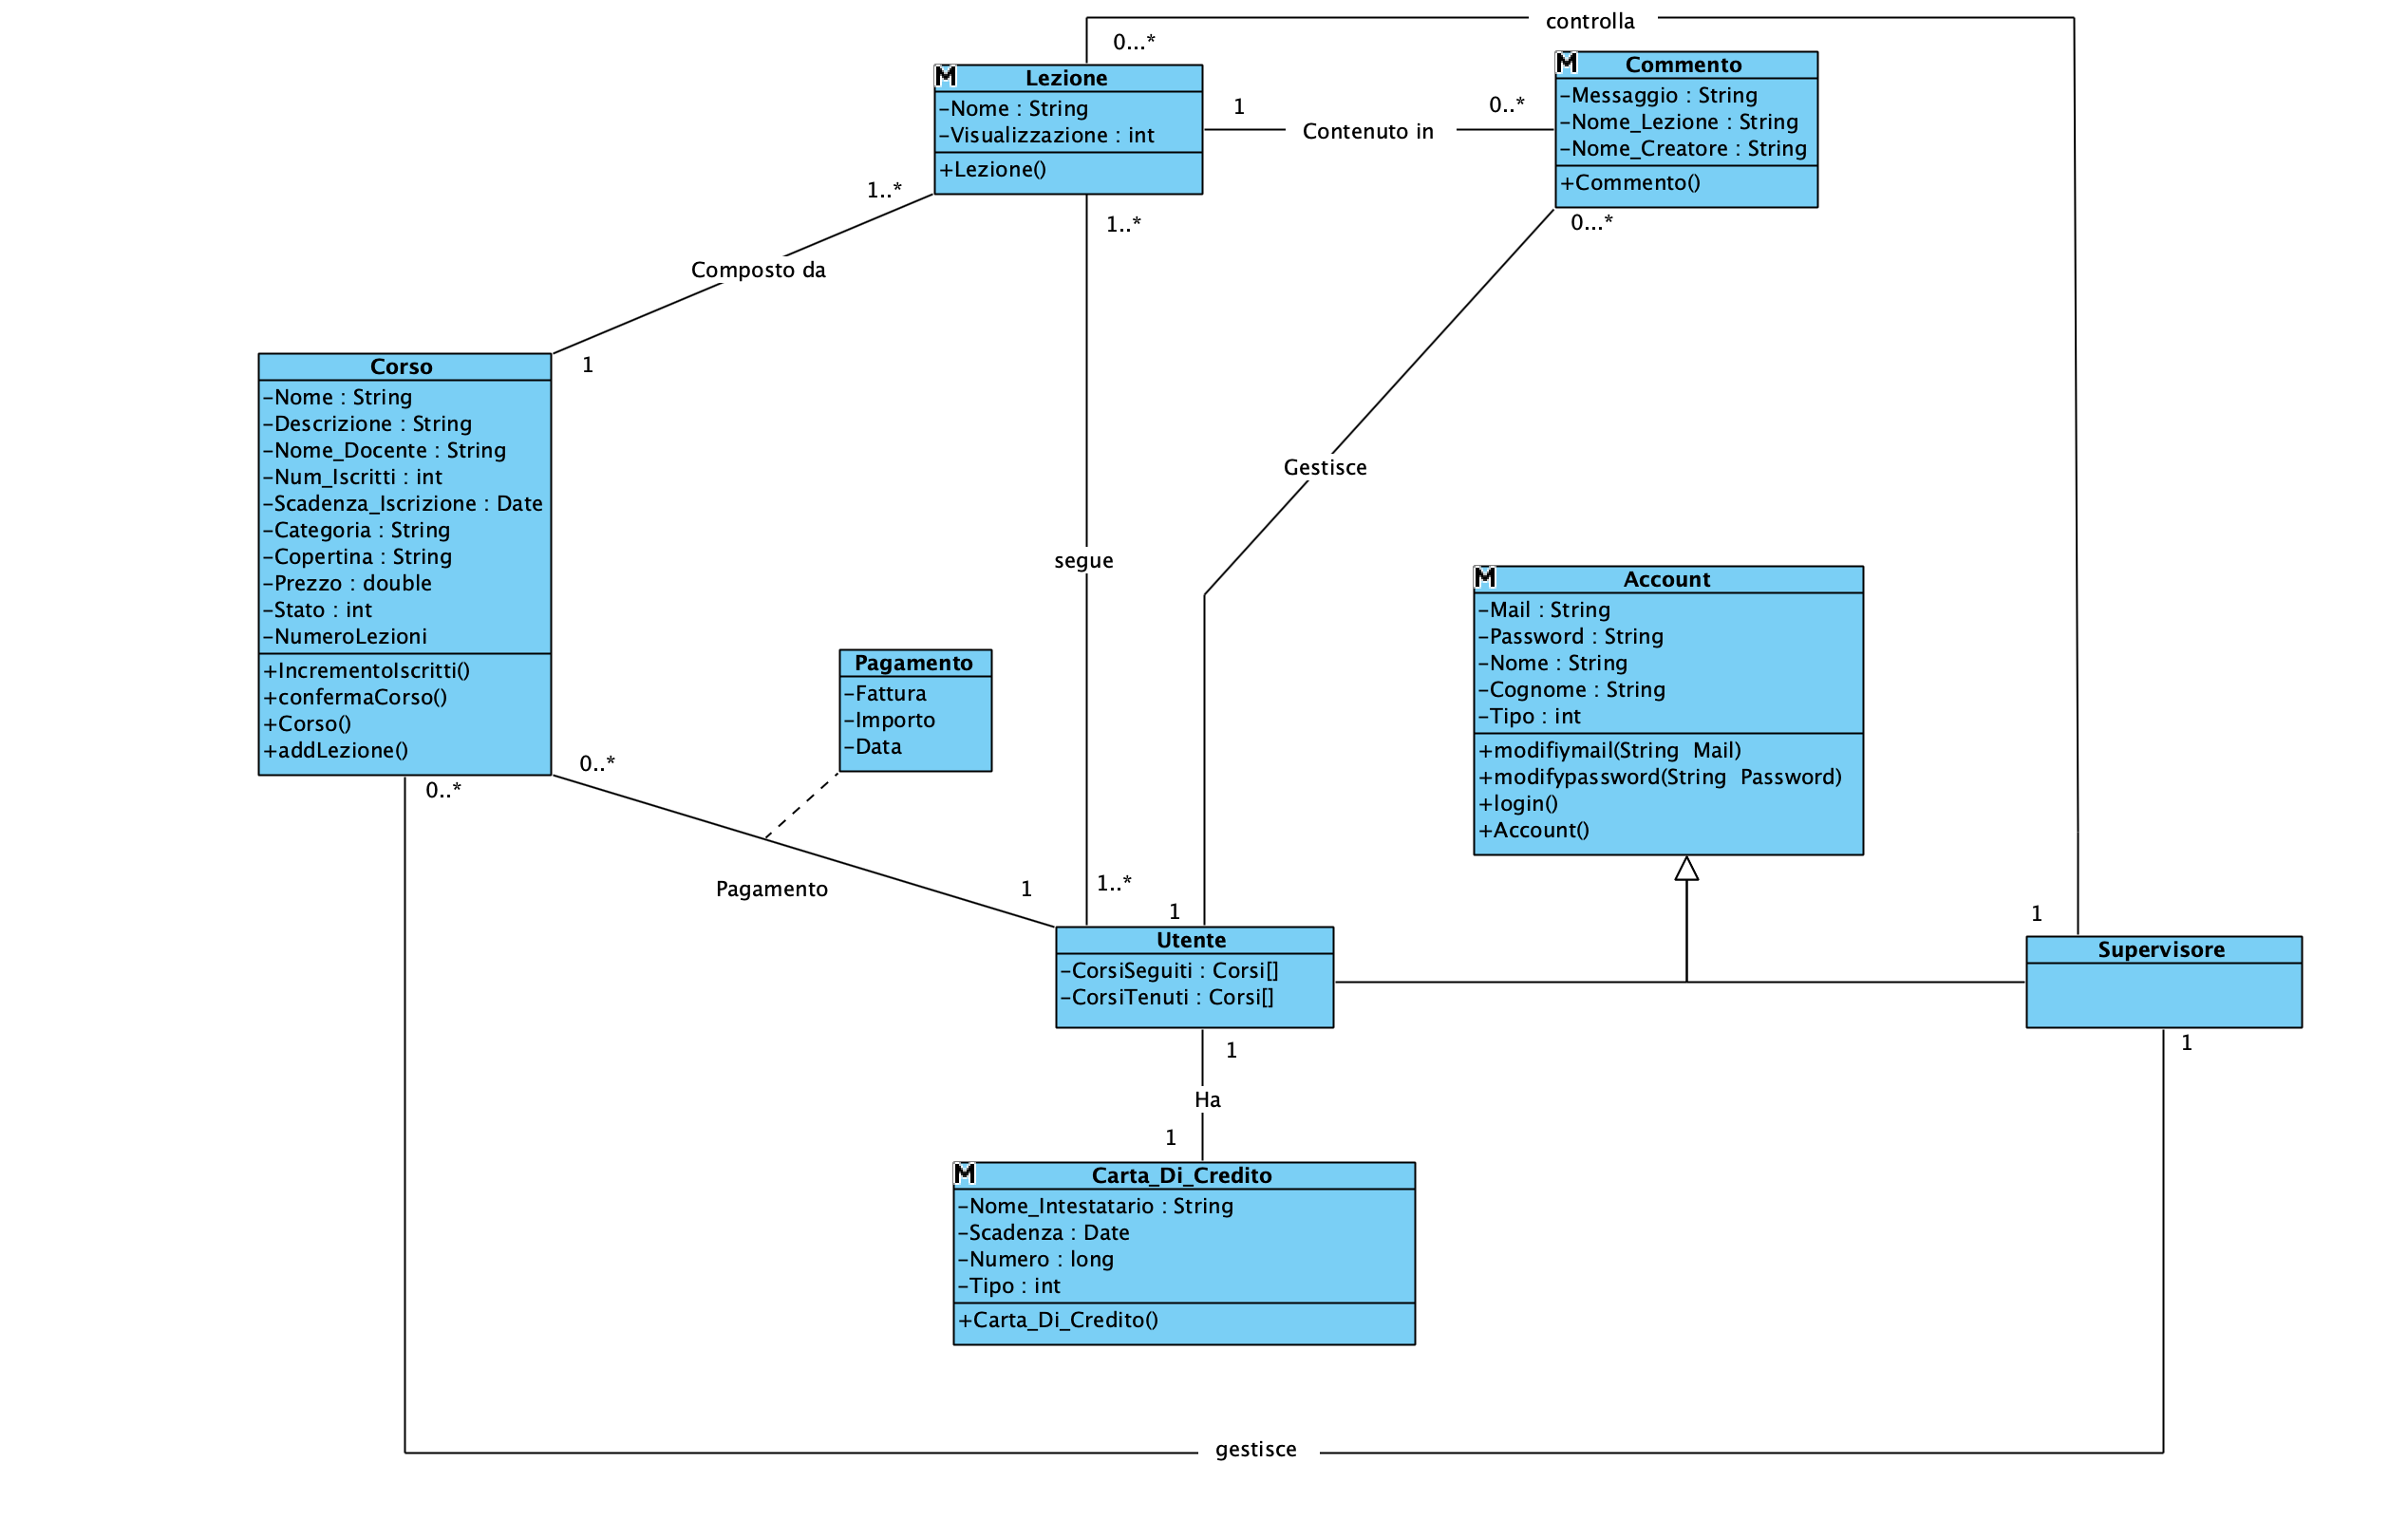 controlla
0...*
M
Lezione
-Nome : String
-Visualizzazione : int
+Lezione()
1
Contenuto in
0..*
M
Commento
-Messaggio : String
-Nome_Lezione : String
-Nome_Creatore : String
+Commento()
0...*
1..*
1..*
Composto da
1
Corso
-Nome : String
-Descrizione : String
-Nome_Docente : String
-Num_Iscritti : int
-Scadenza_Iscrizione : Date
-Categoria : String
-Copertina : String
-Prezzo : double
-Stato : int
-NumeroLezioni
+IncrementoIscritti()
+confermaCorso()
+Corso()
+addLezione()
Gestisce
segue
M
Account
-Mail : String
-Password : String
-Nome : String
-Cognome : String
-Tipo : int
+modifiymail(String Mail)
+modifypassword(String Password)
+login()
+Account()
Pagamento
-Fattura
-Importo
-Data
0..*
0..*
Pagamento
1
1..*
1
1
Utente
-CorsiSeguiti : Corsi[]
-CorsiTenuti : Corsi[]
Supervisore
1
1
Ha
1
M
Carta_Di_Credito
-Nome_Intestatario : String
-Scadenza : Date
-Numero : long
-Tipo : int
+Carta_Di_Credito()
gestisce